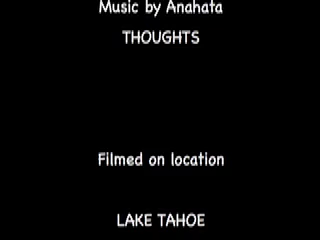 Music by Anahata
THOUGHTS
Filmed on location
LAKE TAHOE